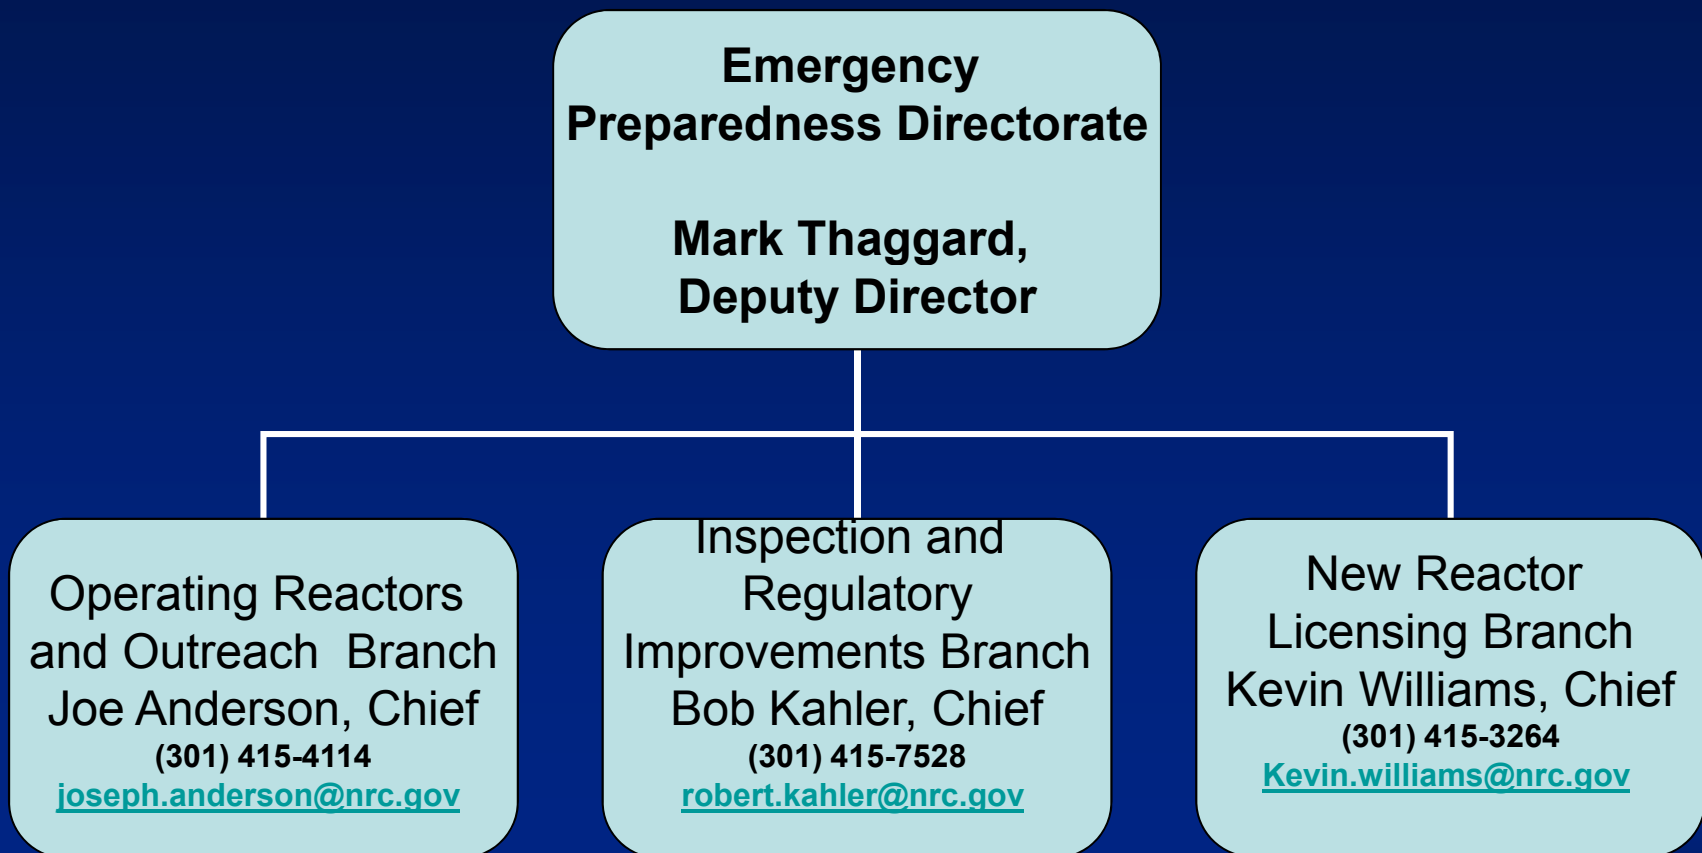 Emergency
Preparedness Directorate
Mark Thaggard,
Deputy Director
Operating Reactors
and Outreach  Branch
Joe Anderson, Chief
(301) 415-4114
joseph.anderson@nrc.gov
Inspection and
Regulatory
Improvements Branch
Bob Kahler, Chief
(301) 415-7528
robert.kahler@nrc.gov
New Reactor
Licensing Branch
Kevin Williams, Chief
(301) 415-3264
Kevin.williams@nrc.gov